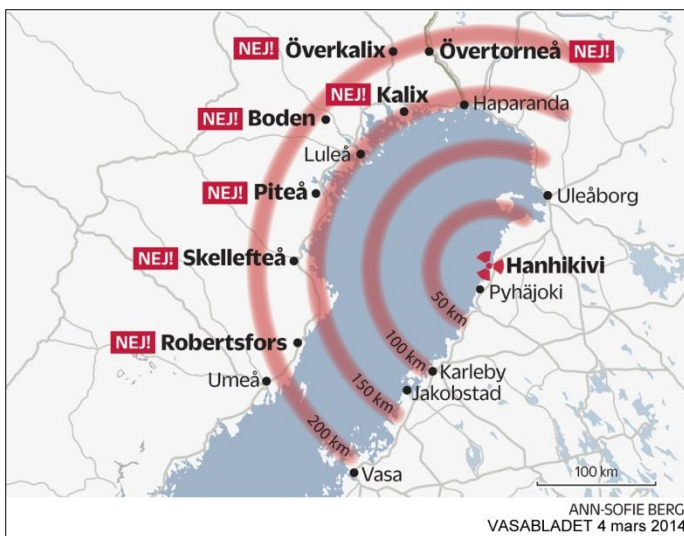 NEJ! Överkalix
Övertorneå NEJ!
NEJ! Kalix
Haparanda
NEJ! Boden
Luleå
NEJ! Piteå
Uleåborg
NEJ! Skellefteå
Hanhikivi
Pyhäjoki
50 km
NEJ! Robertsfors
100 km
Karleby
Umeå
150 km
Jakobstad
200 km
Vasa
100 km
ANN-SOFIE BERG
VASABLADET 4 mars 2014